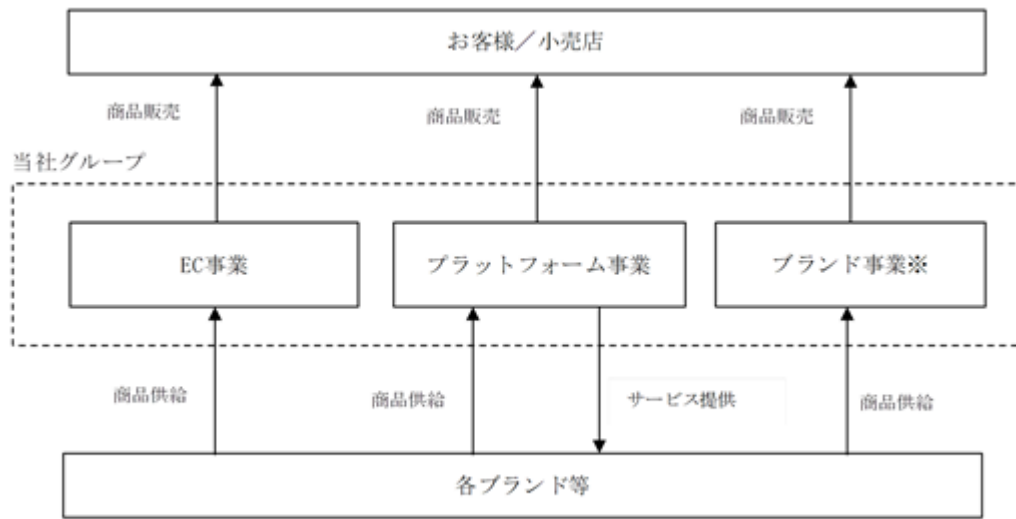 お客様／小売店
商品販売
商品販売
商品販売
当社グループ
EC事業
プラットフォーム事業
ブランド事業※
商品供給
商品供給
サービス提供
商品供給
各ブランド等